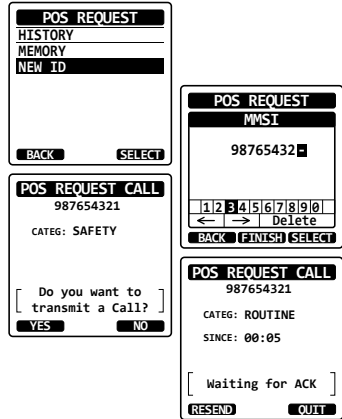 POS REQUEST
HISTORY
MEMORY
NEW ID
BACK SELECT
POS REQUEST
MMSI
98765432-
1 2 3 4 5 6 7 8 9 0
← → Delete
BACK FINISH SELECT
POS REQUEST CALL
987654321
CATEG: SAFETY
Do you want to
transmit a Call?
YES NO
POS REQUEST CALL
987654321
CATEG: ROUTINE
SINCE: 00:05
Waiting for ACK
RESEND QUIT